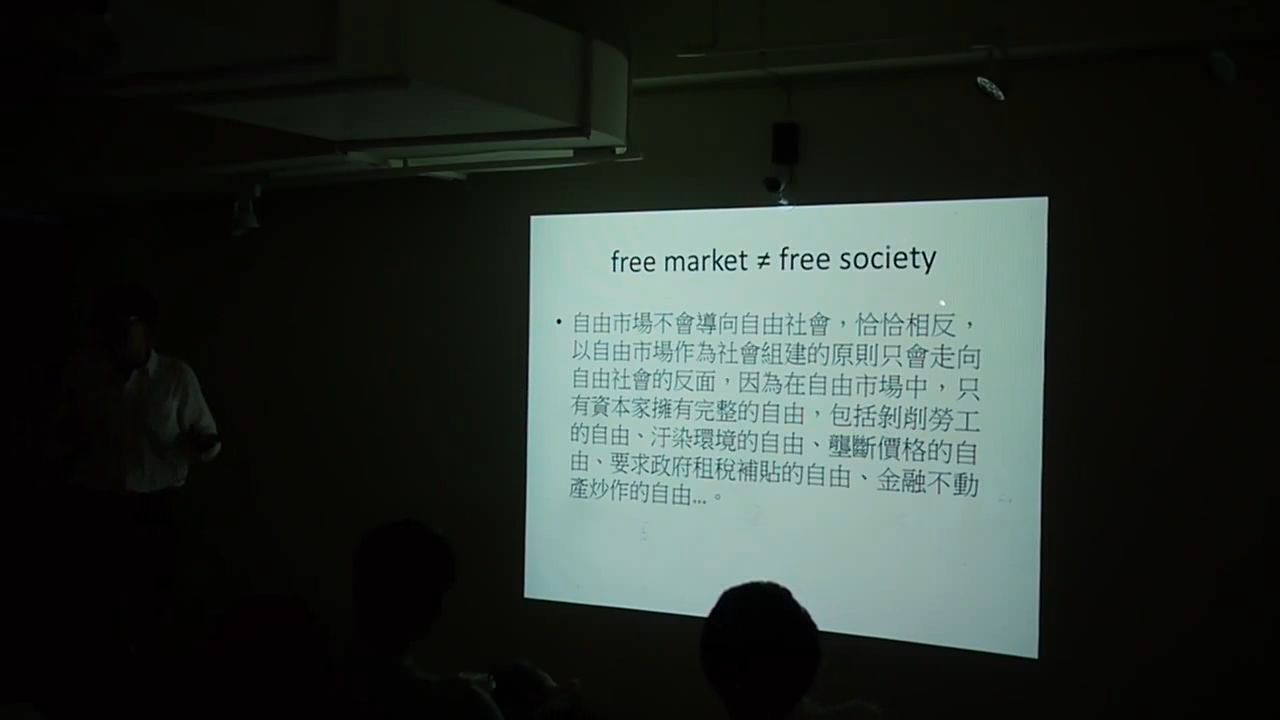 free market ≠ free society
• 自由市場不會導向自由社會，恰恰相反，
以自由市場作為社會組建的原則只會走向
自由社會的反面，因為在自由市場中，只
有資本家擁有完整的自由，包括剝削勞工
的自由、汙染環境的自由、壟斷價格的自
由、要求政府租稅補貼的自由、金融不動
產炒作的自由...。